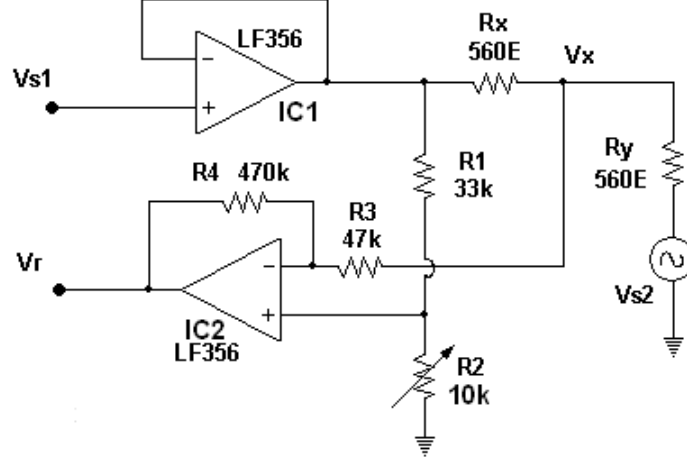 LF356
Rx
560E
Vx
Vs1
−
+
IC1
R4 470k
R1
33k
Ry
560E
R3
47k
Vr
−
+
Vs2
IC2
LF356
R2
10k